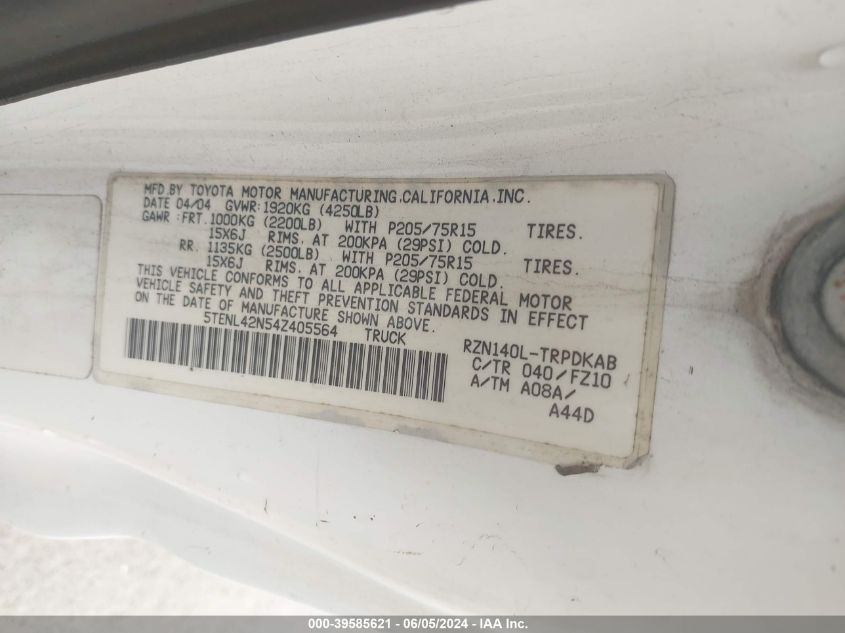 MFD.BY TOYOTA MOTOR MANUFACTURING,CALIFORNIA,INC.
DATE 04/04 GVWR:1920KG (4250LB)
GAWR :FRT.1000KG (2200LB) WITH P205/75R15 TIRES.
15X6J RIMS. AT 200KPA (29PSI) COLD.
RR. 1135KG (2500LB) WITH P205/75R15 TIRES.
15X6J RIMS. AT 200KPA (29PSI) COLD.
THIS VEHICLE CONFORMS TO ALL APPLICABLE FEDERAL MOTOR
VEHICLE SAFETY AND THEFT PREVENTION STANDARDS IN EFFECT
ON THE DATE OF MANUFACTURE SHOWN ABOVE.
5TENL42N54Z405564 TRUCK
RZN140L-TRPDKAB
C/TR 040/FZ10
A/TM A08A/
A44D
000-39585621 - 06/05/2024 - IAA Inc.